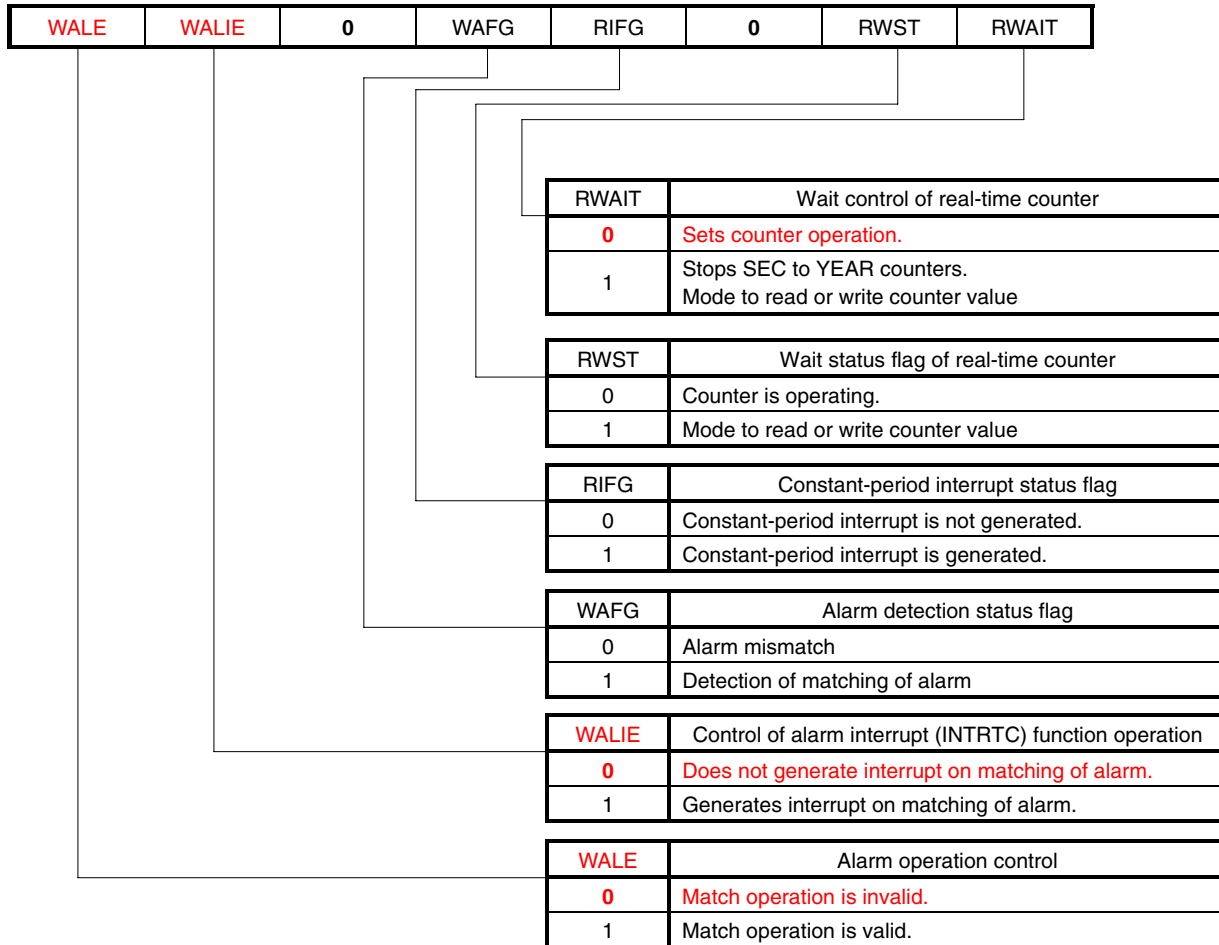 WALE WALIE 0 WAFG RIFG 0 RWST RWAIT
RWAIT Wait control of real-time counter
0 Sets counter operation.
1 Stops SEC to YEAR counters.
Mode to read or write counter value
RWST Wait status flag of real-time counter
0 Counter is operating.
1 Mode to read or write counter value
RIFG Constant-period interrupt status flag
0 Constant-period interrupt is not generated.
1 Constant-period interrupt is generated.
WAFG Alarm detection status flag
0 Alarm mismatch
1 Detection of matching of alarm
WALIE Control of alarm interrupt (INTRTC) function operation
0 Does not generate interrupt on matching of alarm.
1 Generates interrupt on matching of alarm.
WALE Alarm operation control
0 Match operation is invalid.
1 Match operation is valid.